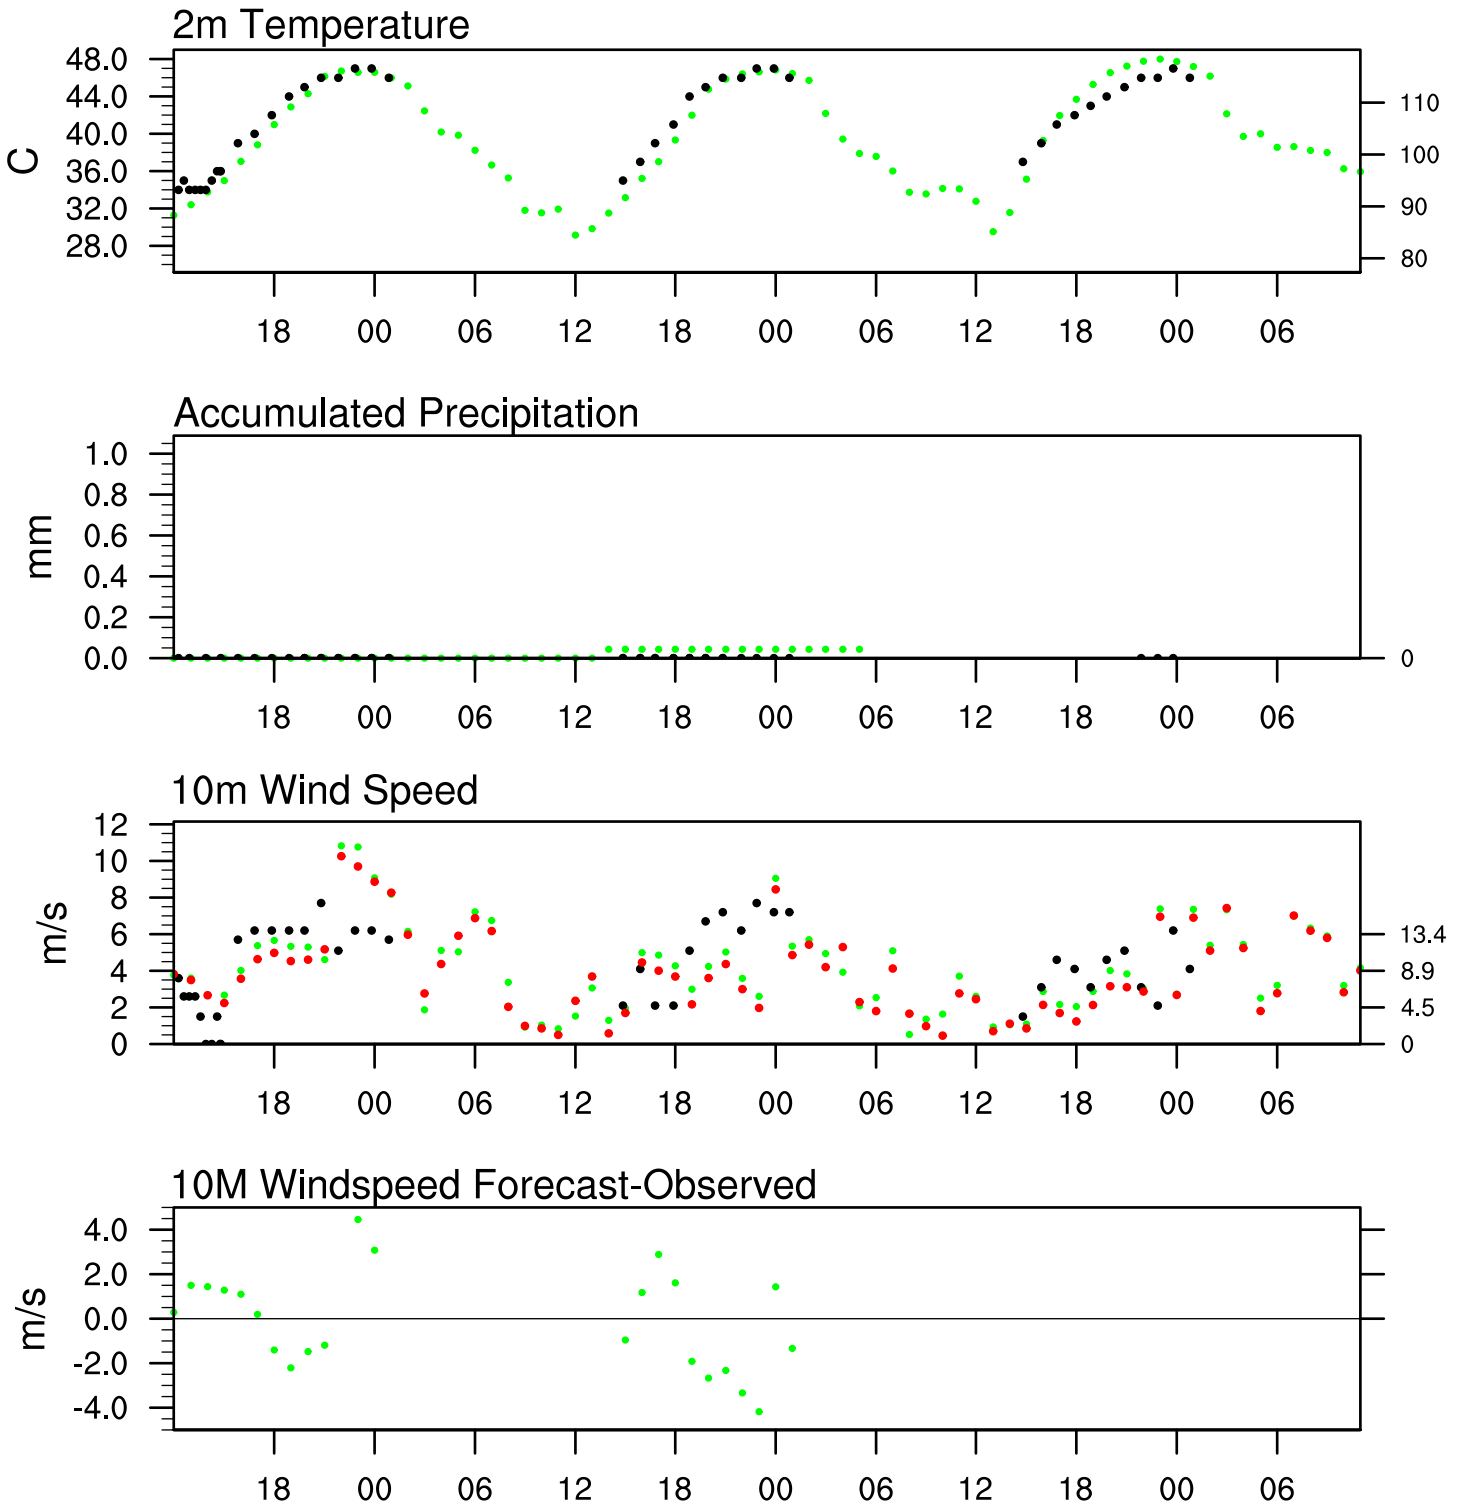 2m Temperature
48.0
44.0
40.0
36.0
32.0
28.0
C
110
100
90
80
18 00 06 12 18 00 06 12 18 00 06
Accumulated Precipitation
1.0
0.8
0.6
0.4
0.2
0.0
mm
0
18 00 06 12 18 00 06 12 18 00 06
10m Wind Speed
12
10
8
6
4
2
0
m/s
13.4
8.9
4.5
0
18 00 06 12 18 00 06 12 18 00 06
10M Windspeed Forecast-Observed
4.0
2.0
0.0
-2.0
-4.0
m/s
18 00 06 12 18 00 06 12 18 00 06